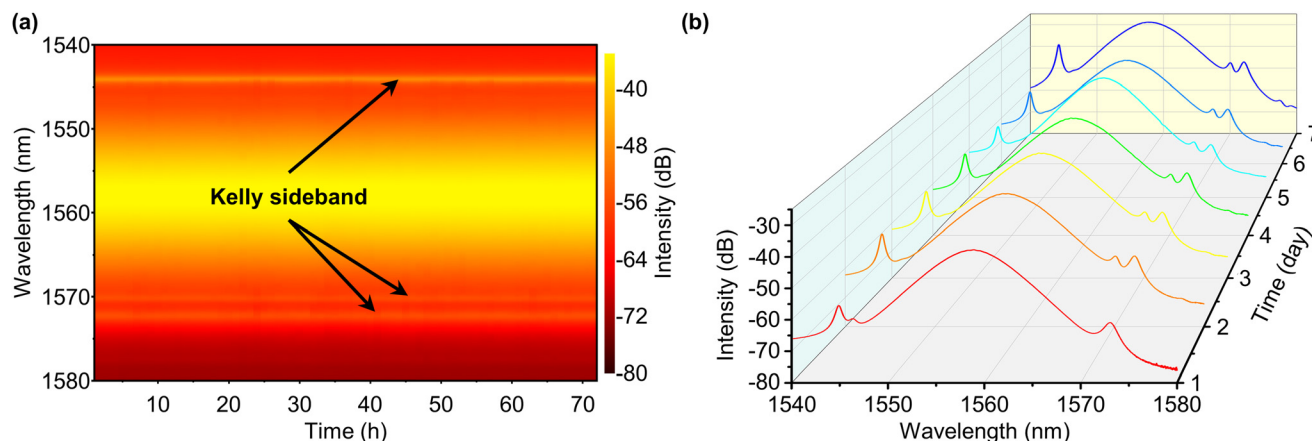 (a)
1540
1550
1560
1570
1580
Wavelength (nm)
Kelly sideband
10 20 30 40 50 60 70
Time (h)
-40
-48
-56
-64
-72
-80
Intensity (dB)
(b)
-30
-40
-50
-60
-70
-80
Intensity (dB)
1540 1550 1560 1570 1580
Wavelength (nm)
1
2
3
4
5
6
7
Time (day)